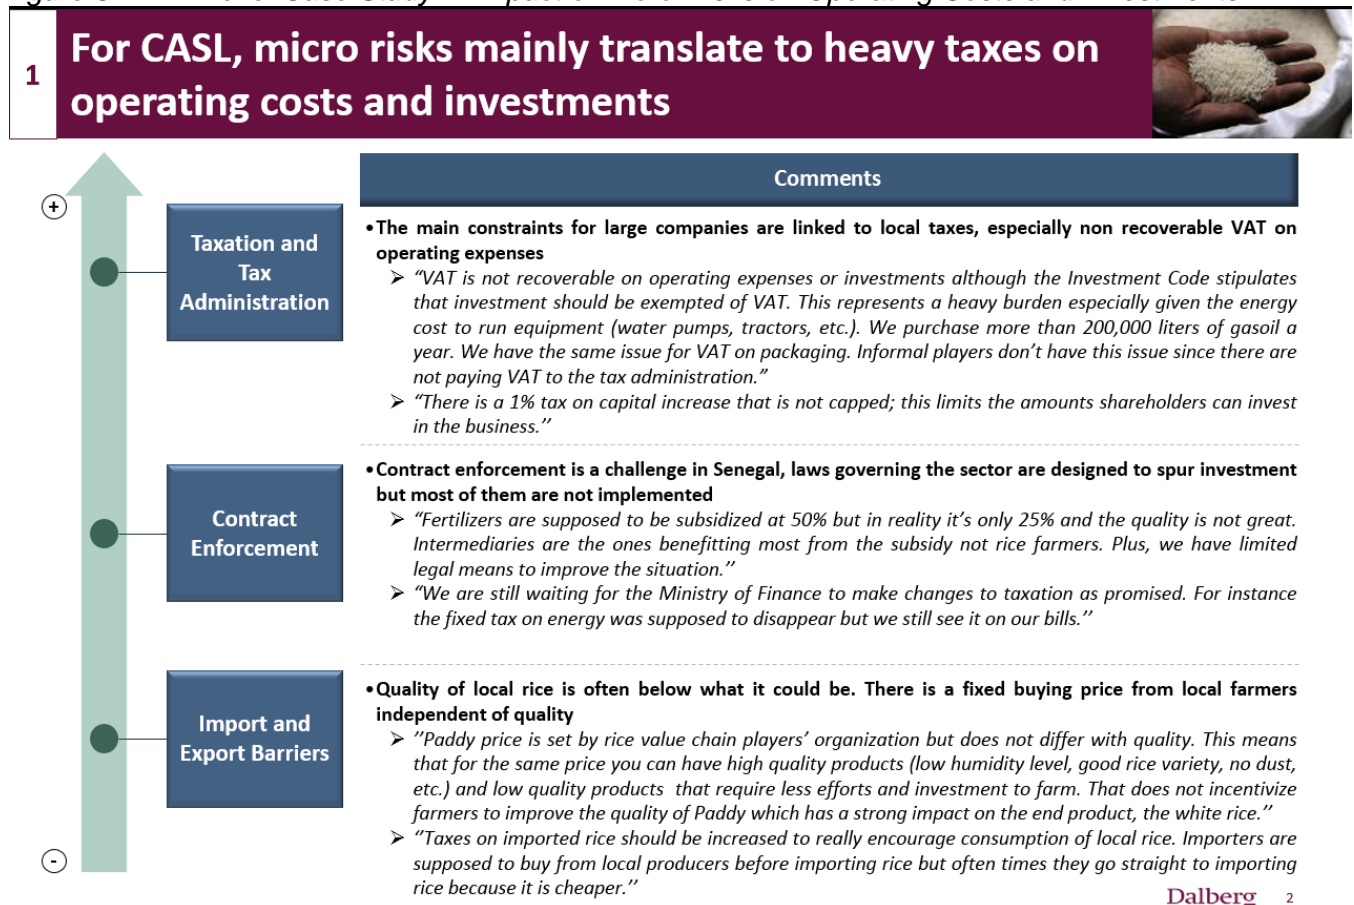 1
For CASL, micro risks mainly translate to heavy taxes on
operating costs and investments
Comments
+
Taxation and
Tax
Administration
•The main constraints for large companies are linked to local taxes, especially non recoverable VAT on
operating expenses
➢ “VAT is not recoverable on operating expenses or investments although the Investment Code stipulates
that investment should be exempted of VAT. This represents a heavy burden especially given the energy
cost to run equipment (water pumps, tractors, etc.). We purchase more than 200,000 liters of gasoil a
year. We have the same issue for VAT on packaging. Informal players don’t have this issue since there are
not paying VAT to the tax administration.”
➢ “There is a 1% tax on capital increase that is not capped; this limits the amounts shareholders can invest
in the business.’’
Contract
Enforcement
•Contract enforcement is a challenge in Senegal, laws governing the sector are designed to spur investment
but most of them are not implemented
➢ “Fertilizers are supposed to be subsidized at 50% but in reality it’s only 25% and the quality is not great.
Intermediaries are the ones benefitting most from the subsidy not rice farmers. Plus, we have limited
legal means to improve the situation.’’
➢ “We are still waiting for the Ministry of Finance to make changes to taxation as promised. For instance
the fixed tax on energy was supposed to disappear but we still see it on our bills.’’
Import and
Export Barriers
•Quality of local rice is often below what it could be. There is a fixed buying price from local farmers
independent of quality
➢ ’’Paddy price is set by rice value chain players’ organization but does not differ with quality. This means
that for the same price you can have high quality products (low humidity level, good rice variety, no dust,
etc.) and low quality products that require less efforts and investment to farm. That does not incentivize
farmers to improve the quality of Paddy which has a strong impact on the end product, the white rice.’’
➢ ‘’Taxes on imported rice should be increased to really encourage consumption of local rice. Importers are
supposed to buy from local producers before importing rice but often times they go straight to importing
rice because it is cheaper.’’
-
Dalberg 2